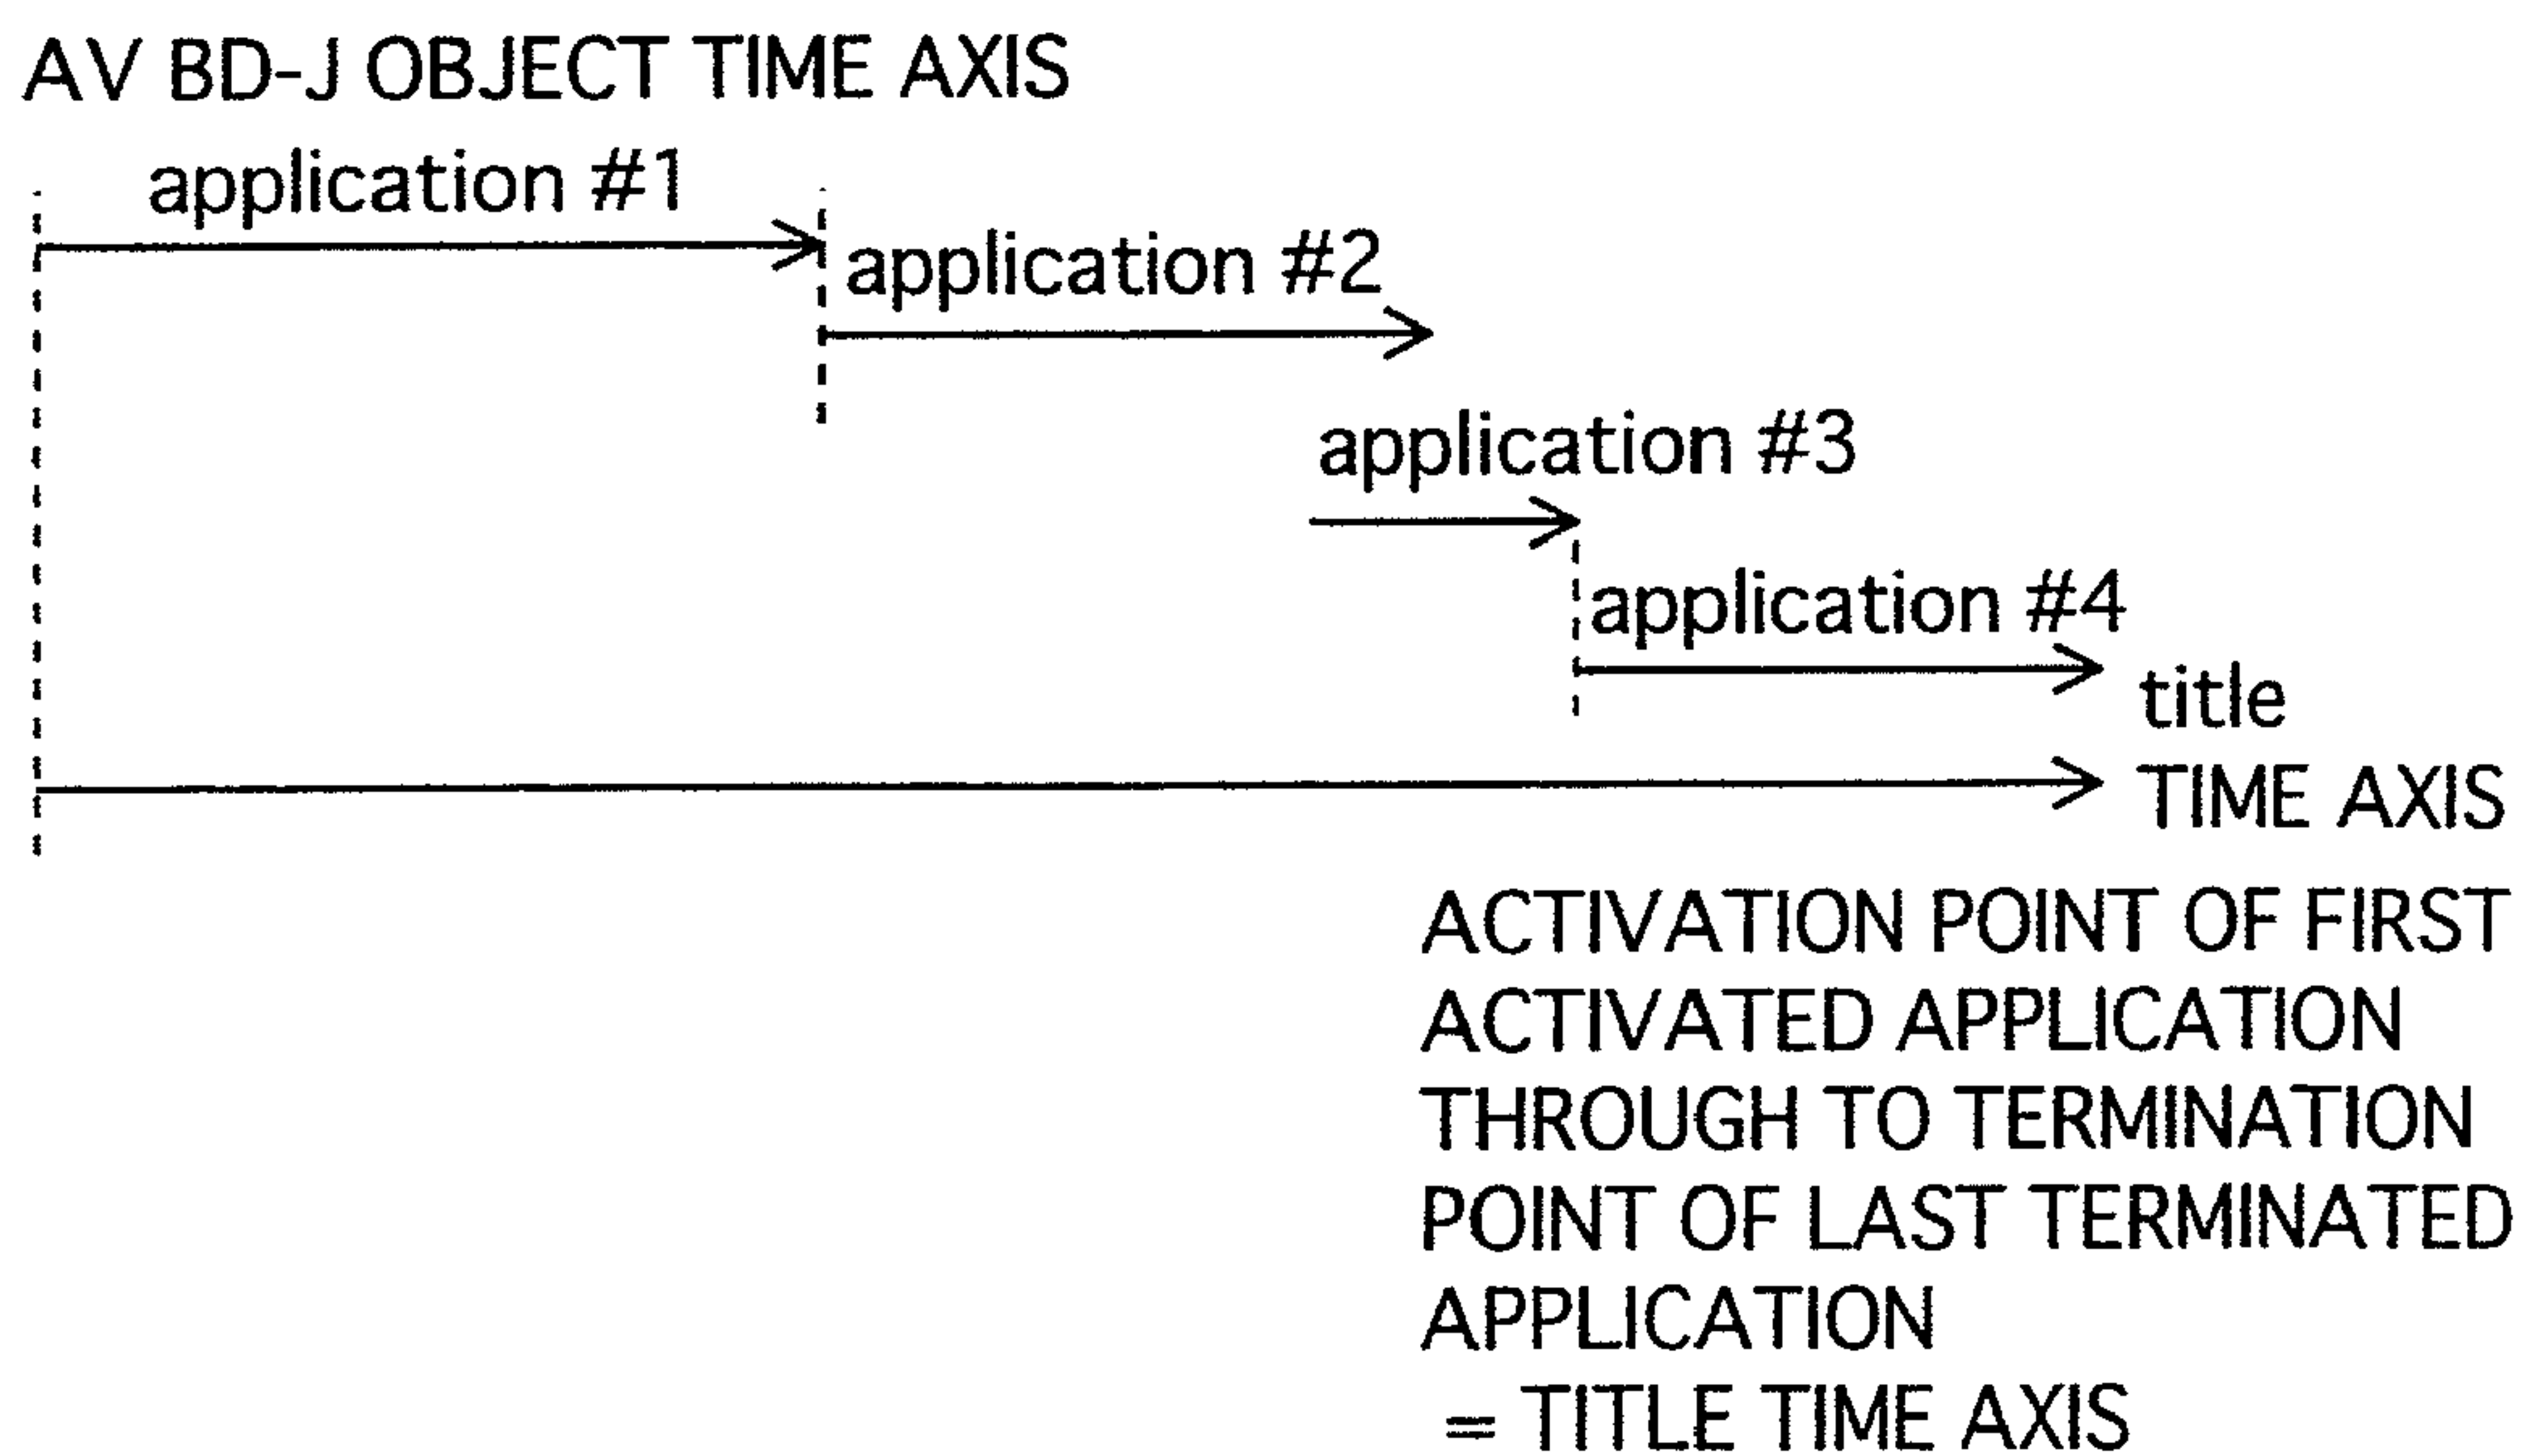 AV BD-J OBJECT TIME AXIS
application #1
application #2
application #3
application #4
title
TIME AXIS
ACTIVATION POINT OF FIRST
ACTIVATED APPLICATION
THROUGH TO TERMINATION
POINT OF LAST TERMINATED
APPLICATION
= TITLE TIME AXIS